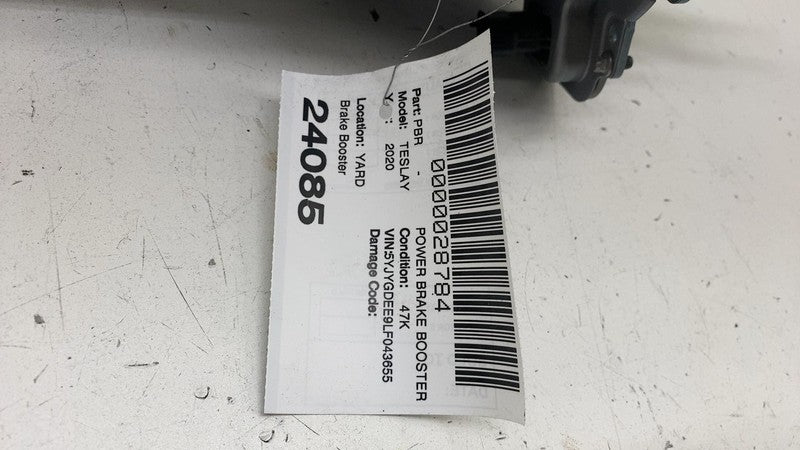 0000028784
Part: PBR - POWER BRAKE BOOSTER
Model: TESLAY Condition: 47K
2020 VIN:5YJYGDEE9LF043655
Damage Code:
Location: YARD
Brake Booster
24085